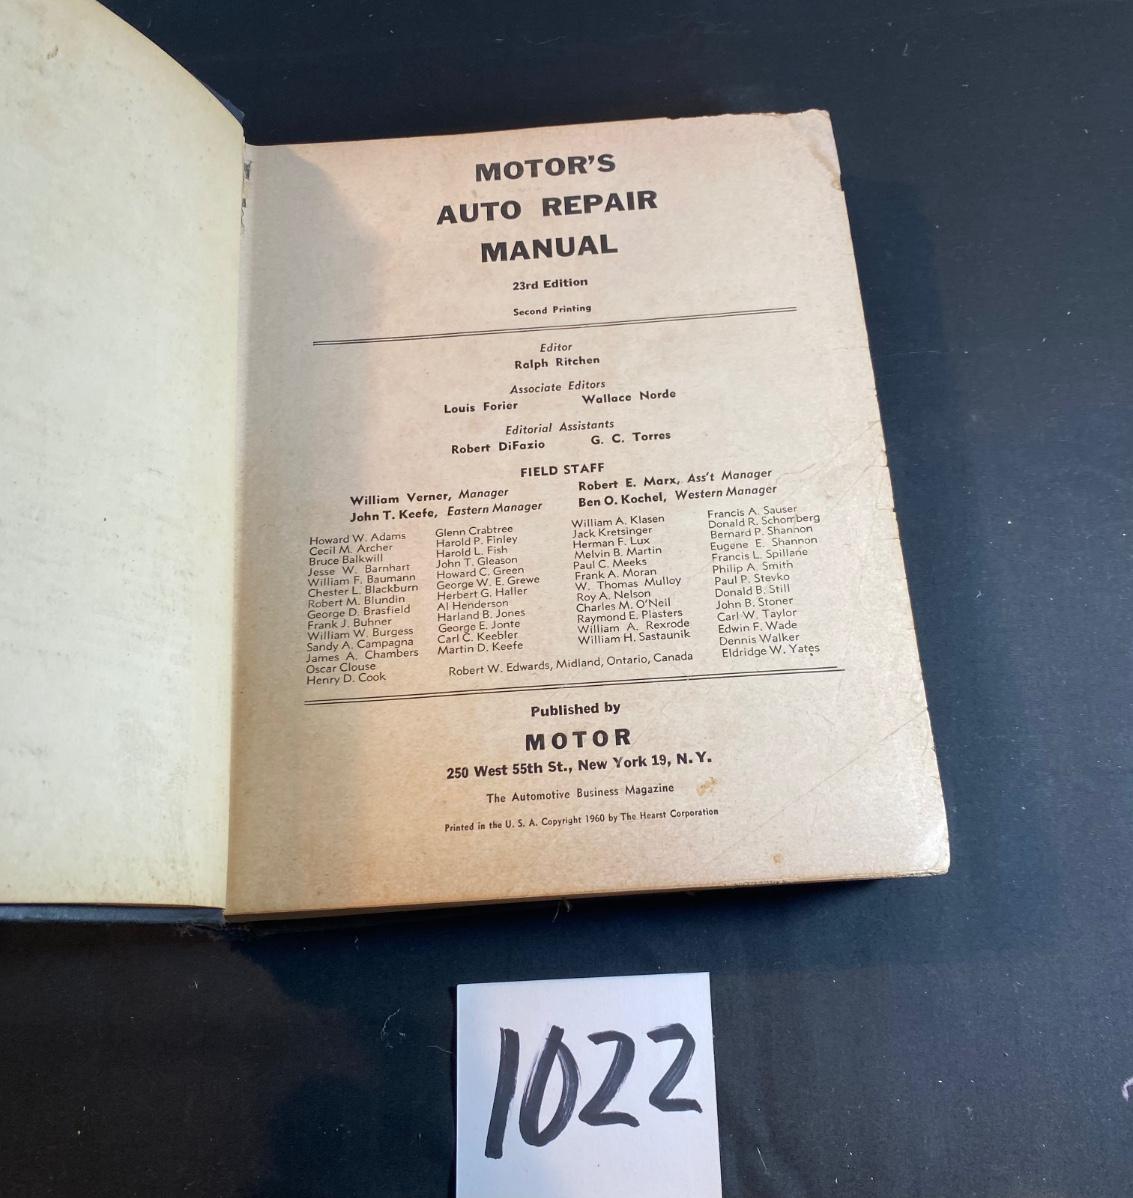 MOTOR'S
AUTO REPAIR
MANUAL
23rd Edition
Second Printing
Editor
Ralph Ritchen
Associate Editors
Louis Forier Wallace Norde
Editorial Assistants
Robert DiFazio G. C. Torres
FIELD STAFF
William Verner, Manager Robert E. Marx, Ass't Manager
John T. Keefe, Eastern Manager Ben O. Kochel, Western Manager
Howard W. Adams
Cecil M. Archer
Bruce Balkwill
Jesse W. Barnhart
William F. Baumann
Chester L. Blackburn
Robert M. Blundin
George D. Brasfield
Frank J. Buhner
William W. Burgess
Sandy A. Campagna
James A. Chambers
Oscar Clouse
Henry D. Cook
Glenn Crabtree
Harold P. Finley
Harold L. Fish
John T. Gleason
Howard C. Green
George W. E. Grewe
Herbert G. Haller
Al Henderson
Harland B. Jones
George E. Jonte
Carl C. Keebler
Martin D. Keefe
William A. Klasen
Jack Kretsinger
Herman F. Lux
Melvin B. Martin
Paul C. Meeks
Frank A. Moran
W. Thomas Mulloy
Roy A. Nelson
Charles M. O'Neil
Raymond E. Plasters
William A. Rexrode
William H. Sastaunik
Francis A. Sauser
Donald R. Schomberg
Bernard P. Shannon
Eugene E. Shannon
Francis L. Spillane
Philip A. Smith
Paul P. Stevko
Donald B. Still
John B. Stoner
Carl W. Taylor
Edwin F. Wade
Dennis Walker
Eldridge W. Yates
Robert W. Edwards, Midland, Ontario, Canada
Published by
MOTOR
250 West 55th St., New York 19, N. Y.
The Automotive Business Magazine
Printed in the U. S. A. Copyright 1960 by The Hearst Corporation
1022